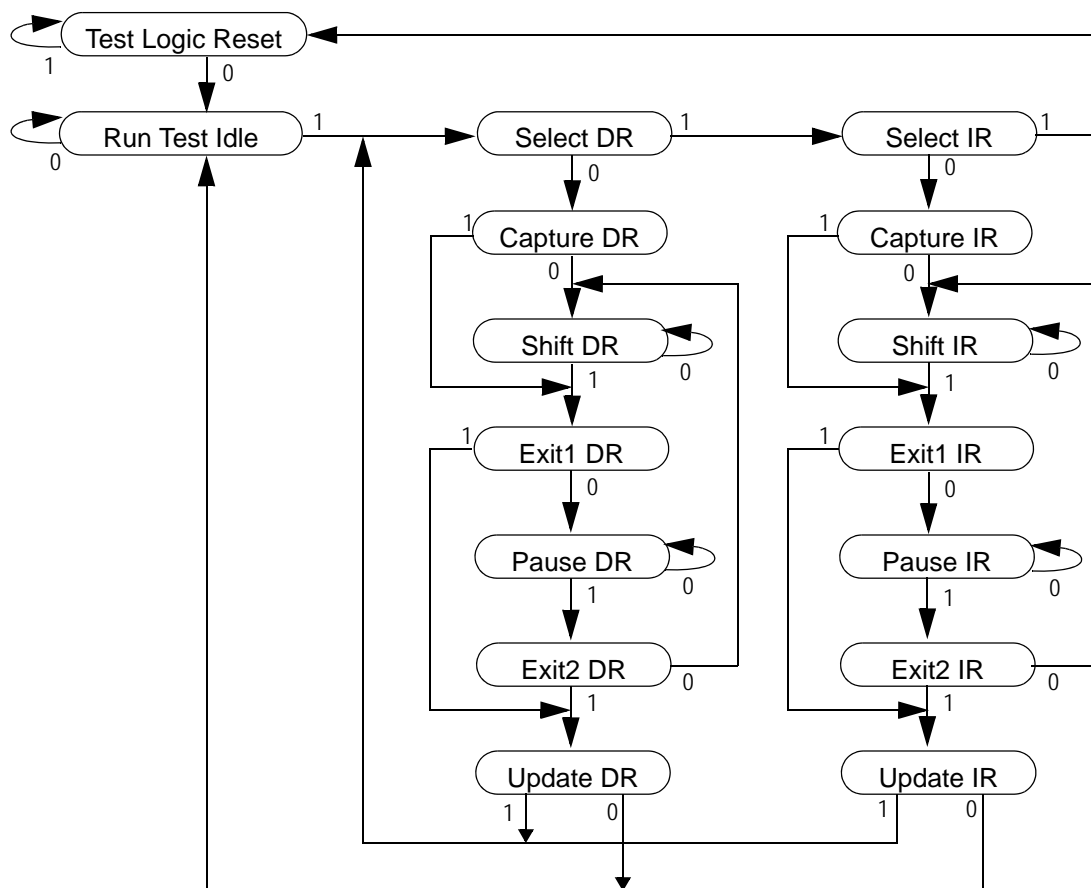 Test Logic Reset
1
0
Run Test Idle
1
0
Select DR
1
0
Select IR
1
0
Capture DR
1
0
Capture IR
1
0
Shift DR
0
1
Shift IR
0
1
Exit1 DR
1
0
Exit1 IR
1
0
Pause DR
0
1
Pause IR
0
1
Exit2 DR
0
1
Exit2 IR
0
1
Update DR
1
0
Update IR
1
0